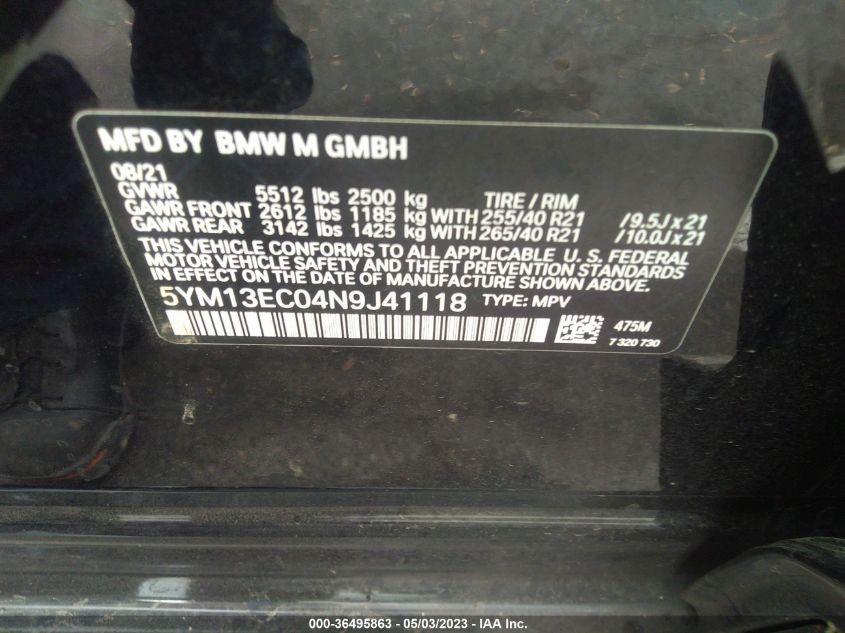 MFD BY BMW M GMBH
08/21
GVWR 5512 lbs 2500 kg TIRE / RIM
GAWR FRONT 2612 lbs 1185 kg WITH 255/40 R21 /9.5J x 21
GAWR REAR 3142 lbs 1425 kg WITH 265/40 R21 /10.0J x 21
THIS VEHICLE CONFORMS TO ALL APPLICABLE U. S. FEDERAL
MOTOR VEHICLE SAFETY AND THEFT PREVENTION STANDARDS
IN EFFECT ON THE DATE OF MANUFACTURE SHOWN ABOVE.
5YM13EC04N9J41118 TYPE: MPV
475M
7 320 730
000-36495863 - 05/03/2023 - IAA Inc.